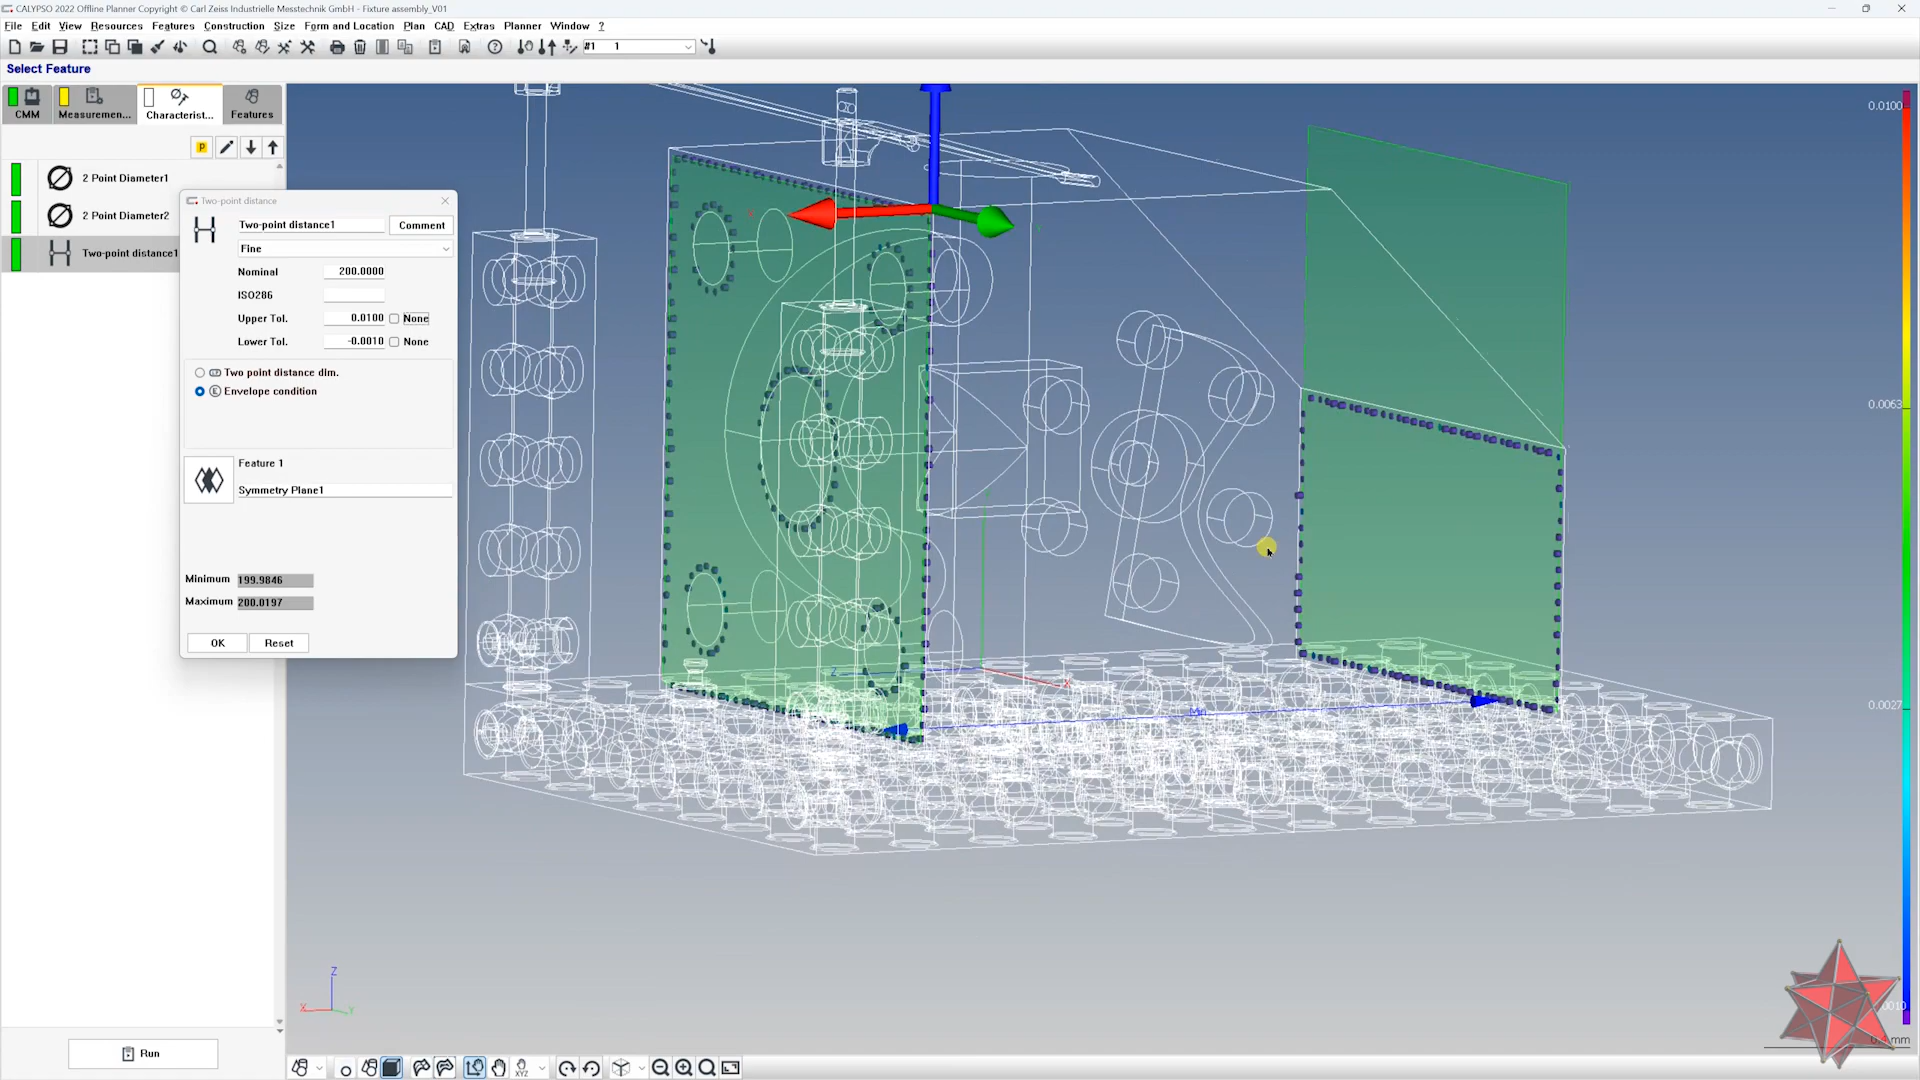 CALYPSO 2022 Offline Planner Copyright © Carl Zeiss Industrielle Messtechnik GmbH - Fixture assembly_V01
File Edit View Resources Features Construction Size Form and Location Plan CAD Extras Planner Window ?
#1 1
Select Feature
CMM
Measuremen...
Characterist...
Features
P
2 Point Diameter1
2 Point Diameter2
Two-point distance1
Two-point distance
Two-point distance1 Comment
Fine
Nominal 200.0000
ISO286
Upper Tol. 0.0100 None
Lower Tol. -0.0010 None
Two point distance dim.
E Envelope condition
Feature 1
Symmetry Plane1
Minimum 199.9846
Maximum 200.0197
OK Reset
0.0100
0.0063
0.0027
Z
X
Min
Z
X
Y
mm
Run
XYZ